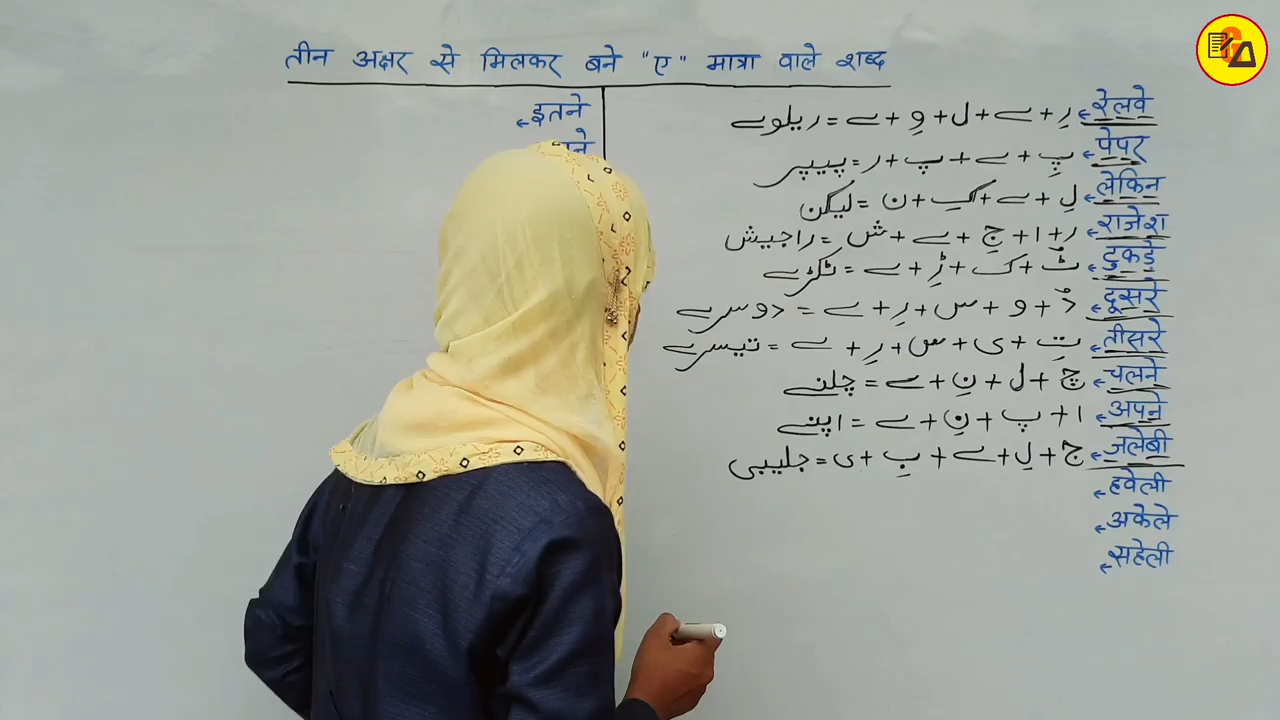 तीन अक्षर से मिलकर बने "ए" मात्रा वाले शब्द
रेलवे ← رِ + ے + ل + وِ + ے = ریلوے
पेपर ← پِ + ے + پ + ر = پیپر
लेकिन ← لِ + ے + کِ + ن = لیکن
राजेश ← ر + ا + جِ + ے + ش = راجیش
टुकड़े ← ٹُ + ک + ڑِ + ے = ٹکڑے
दूसरे ← دُ + و + س + رِ + ے = دوسرے
तीसरे ← تِ + ی + س + رِ + ے = تیسرے
चलने ← چ + ل + نِ + ے = چلنے
अपने ← ا + پ + نِ + ے = اپنے
जलेबी ← ج + لِ + ے + بِ + ی = جلیبی
हवेली ←
अकेले ←
सहेली ←
इतने ←